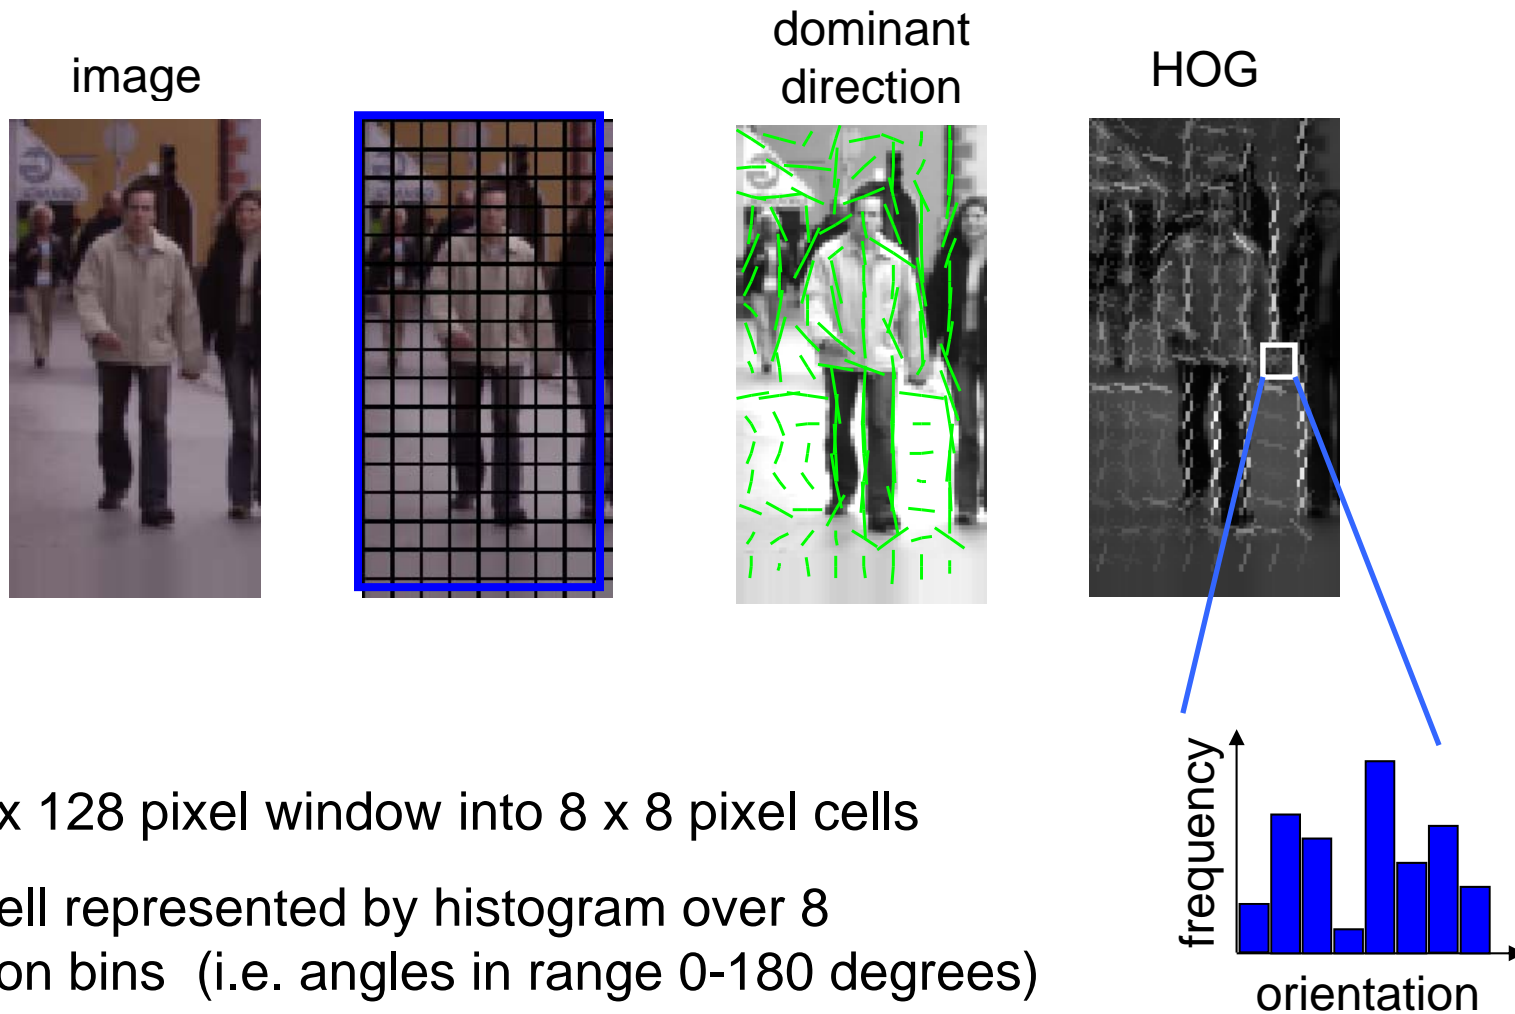 dominant
direction
image
HOG
x 128 pixel window into 8 x 8 pixel cells
ell represented by histogram over 8
on bins (i.e. angles in range 0-180 degrees)
frequency
orientation